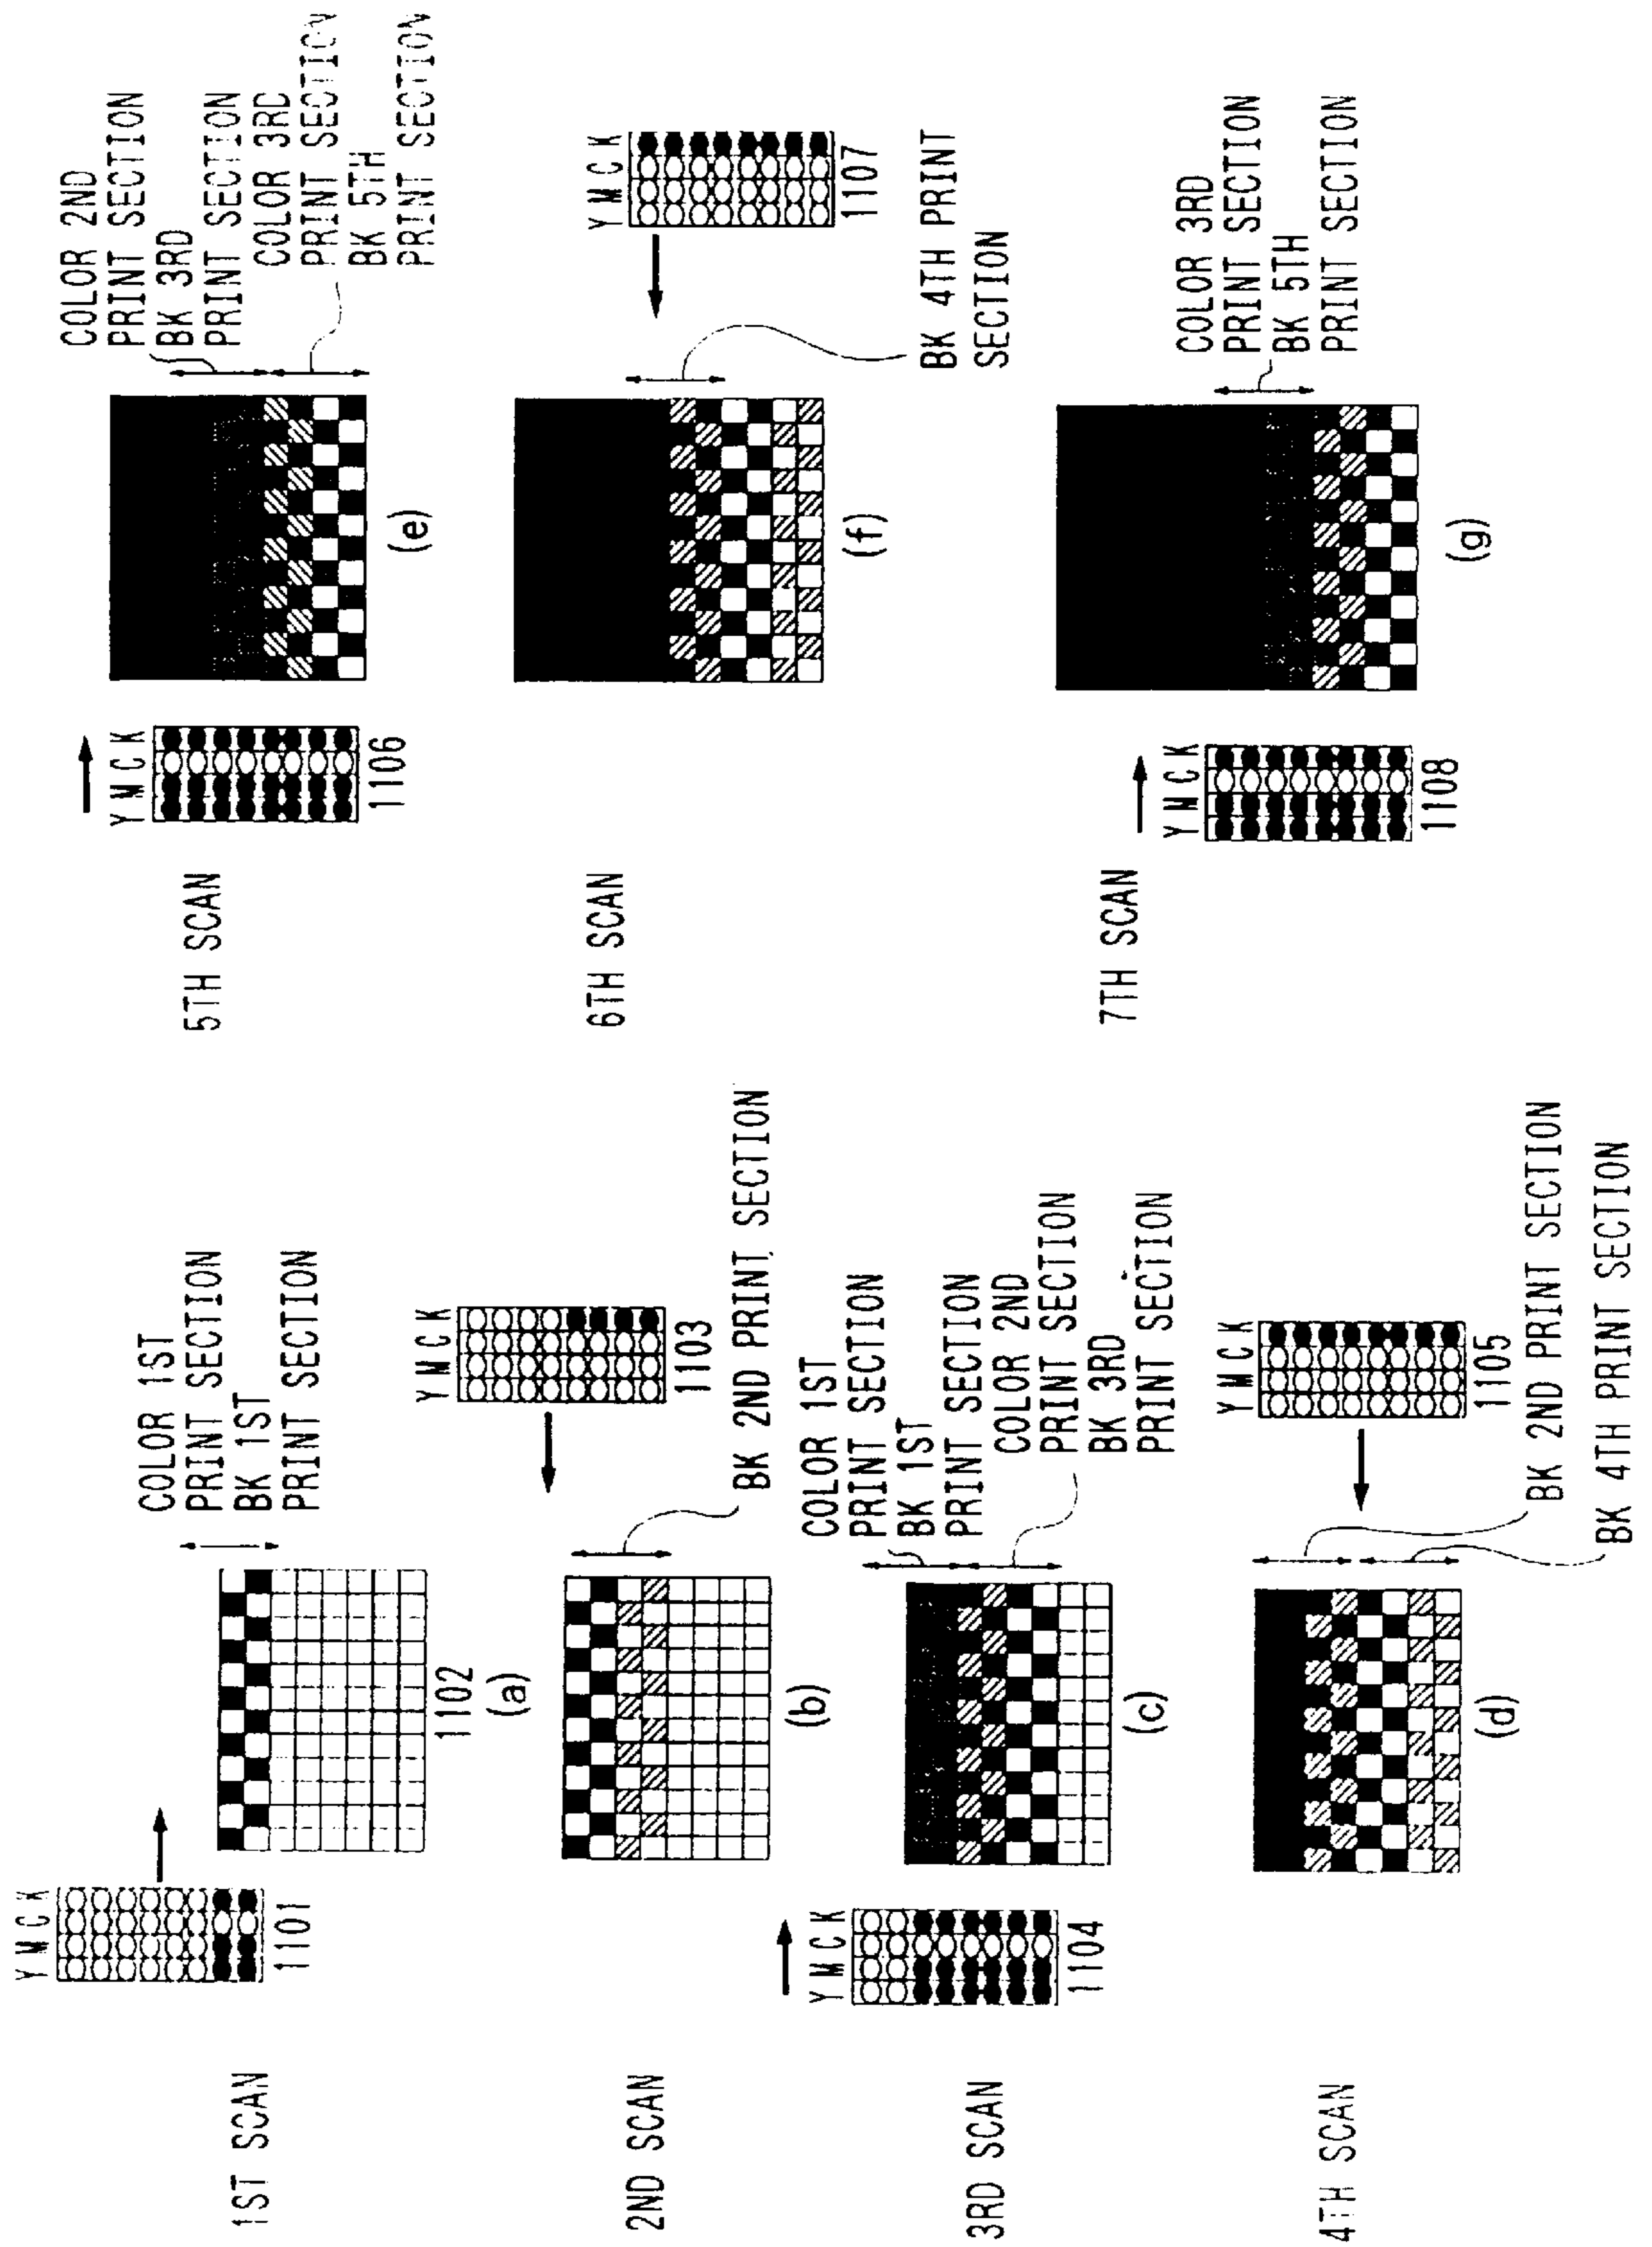 1ST SCAN
Y M C K
1101
COLOR 1ST
PRINT SECTION
BK 1ST
PRINT SECTION
1102
(a)
2ND SCAN
Y M C K
1103
BK 2ND PRINT SECTION
(b)
3RD SCAN
Y M C K
1104
COLOR 1ST
PRINT SECTION
BK 1ST
PRINT SECTION
COLOR 2ND
PRINT SECTION
BK 3RD
PRINT SECTION
(c)
4TH SCAN
Y M C K
1105
BK 2ND PRINT SECTION
BK 4TH PRINT SECTION
(d)
5TH SCAN
Y M C K
1106
COLOR 2ND
PRINT SECTION
BK 3RD
PRINT SECTION
COLOR 3RD
PRINT SECTION
BK 5TH
PRINT SECTION
(e)
6TH SCAN
Y M C K
1107
BK 4TH PRINT
SECTION
(f)
7TH SCAN
Y M C K
1108
COLOR 3RD
PRINT SECTION
BK 5TH
PRINT SECTION
(g)